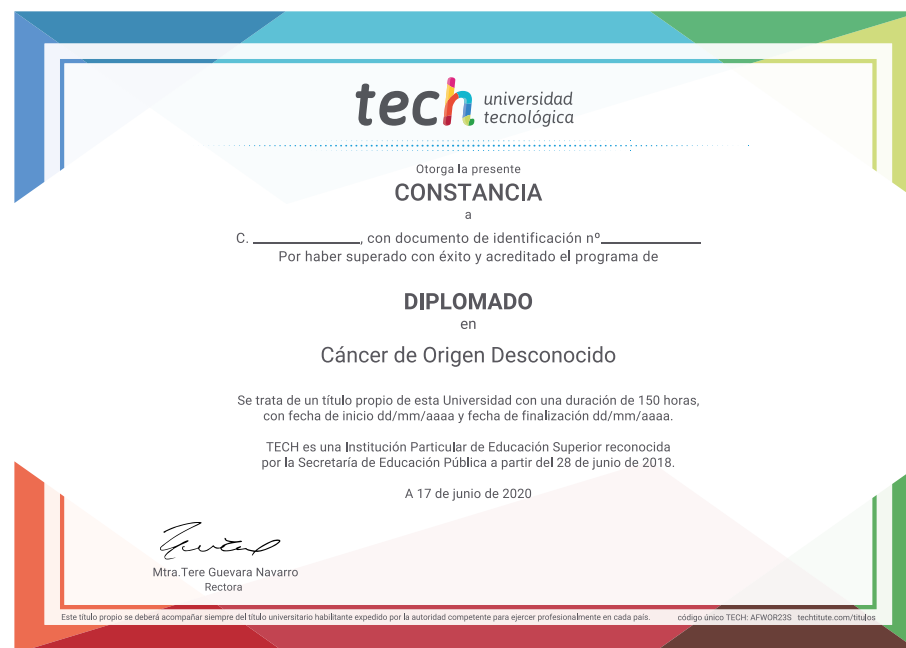 tech universidad
tecnológica
Otorga la presente
CONSTANCIA
a
C. ____________, con documento de identificación nº____________
Por haber superado con éxito y acreditado el programa de
DIPLOMADO
en
Cáncer de Origen Desconocido
Se trata de un título propio de esta Universidad con una duración de 150 horas,
con fecha de inicio dd/mm/aaaa y fecha de finalización dd/mm/aaaa.
TECH es una Institución Particular de Educación Superior reconocida
por la Secretaría de Educación Pública a partir del 28 de junio de 2018.
A 17 de junio de 2020
Mtra.Tere Guevara Navarro
Rectora
Este título propio se deberá acompañar siempre del título universitario habilitante expedido por la autoridad competente para ejercer profesionalmente en cada país. código único TECH: AFWOR23S techtitute.com/titulos